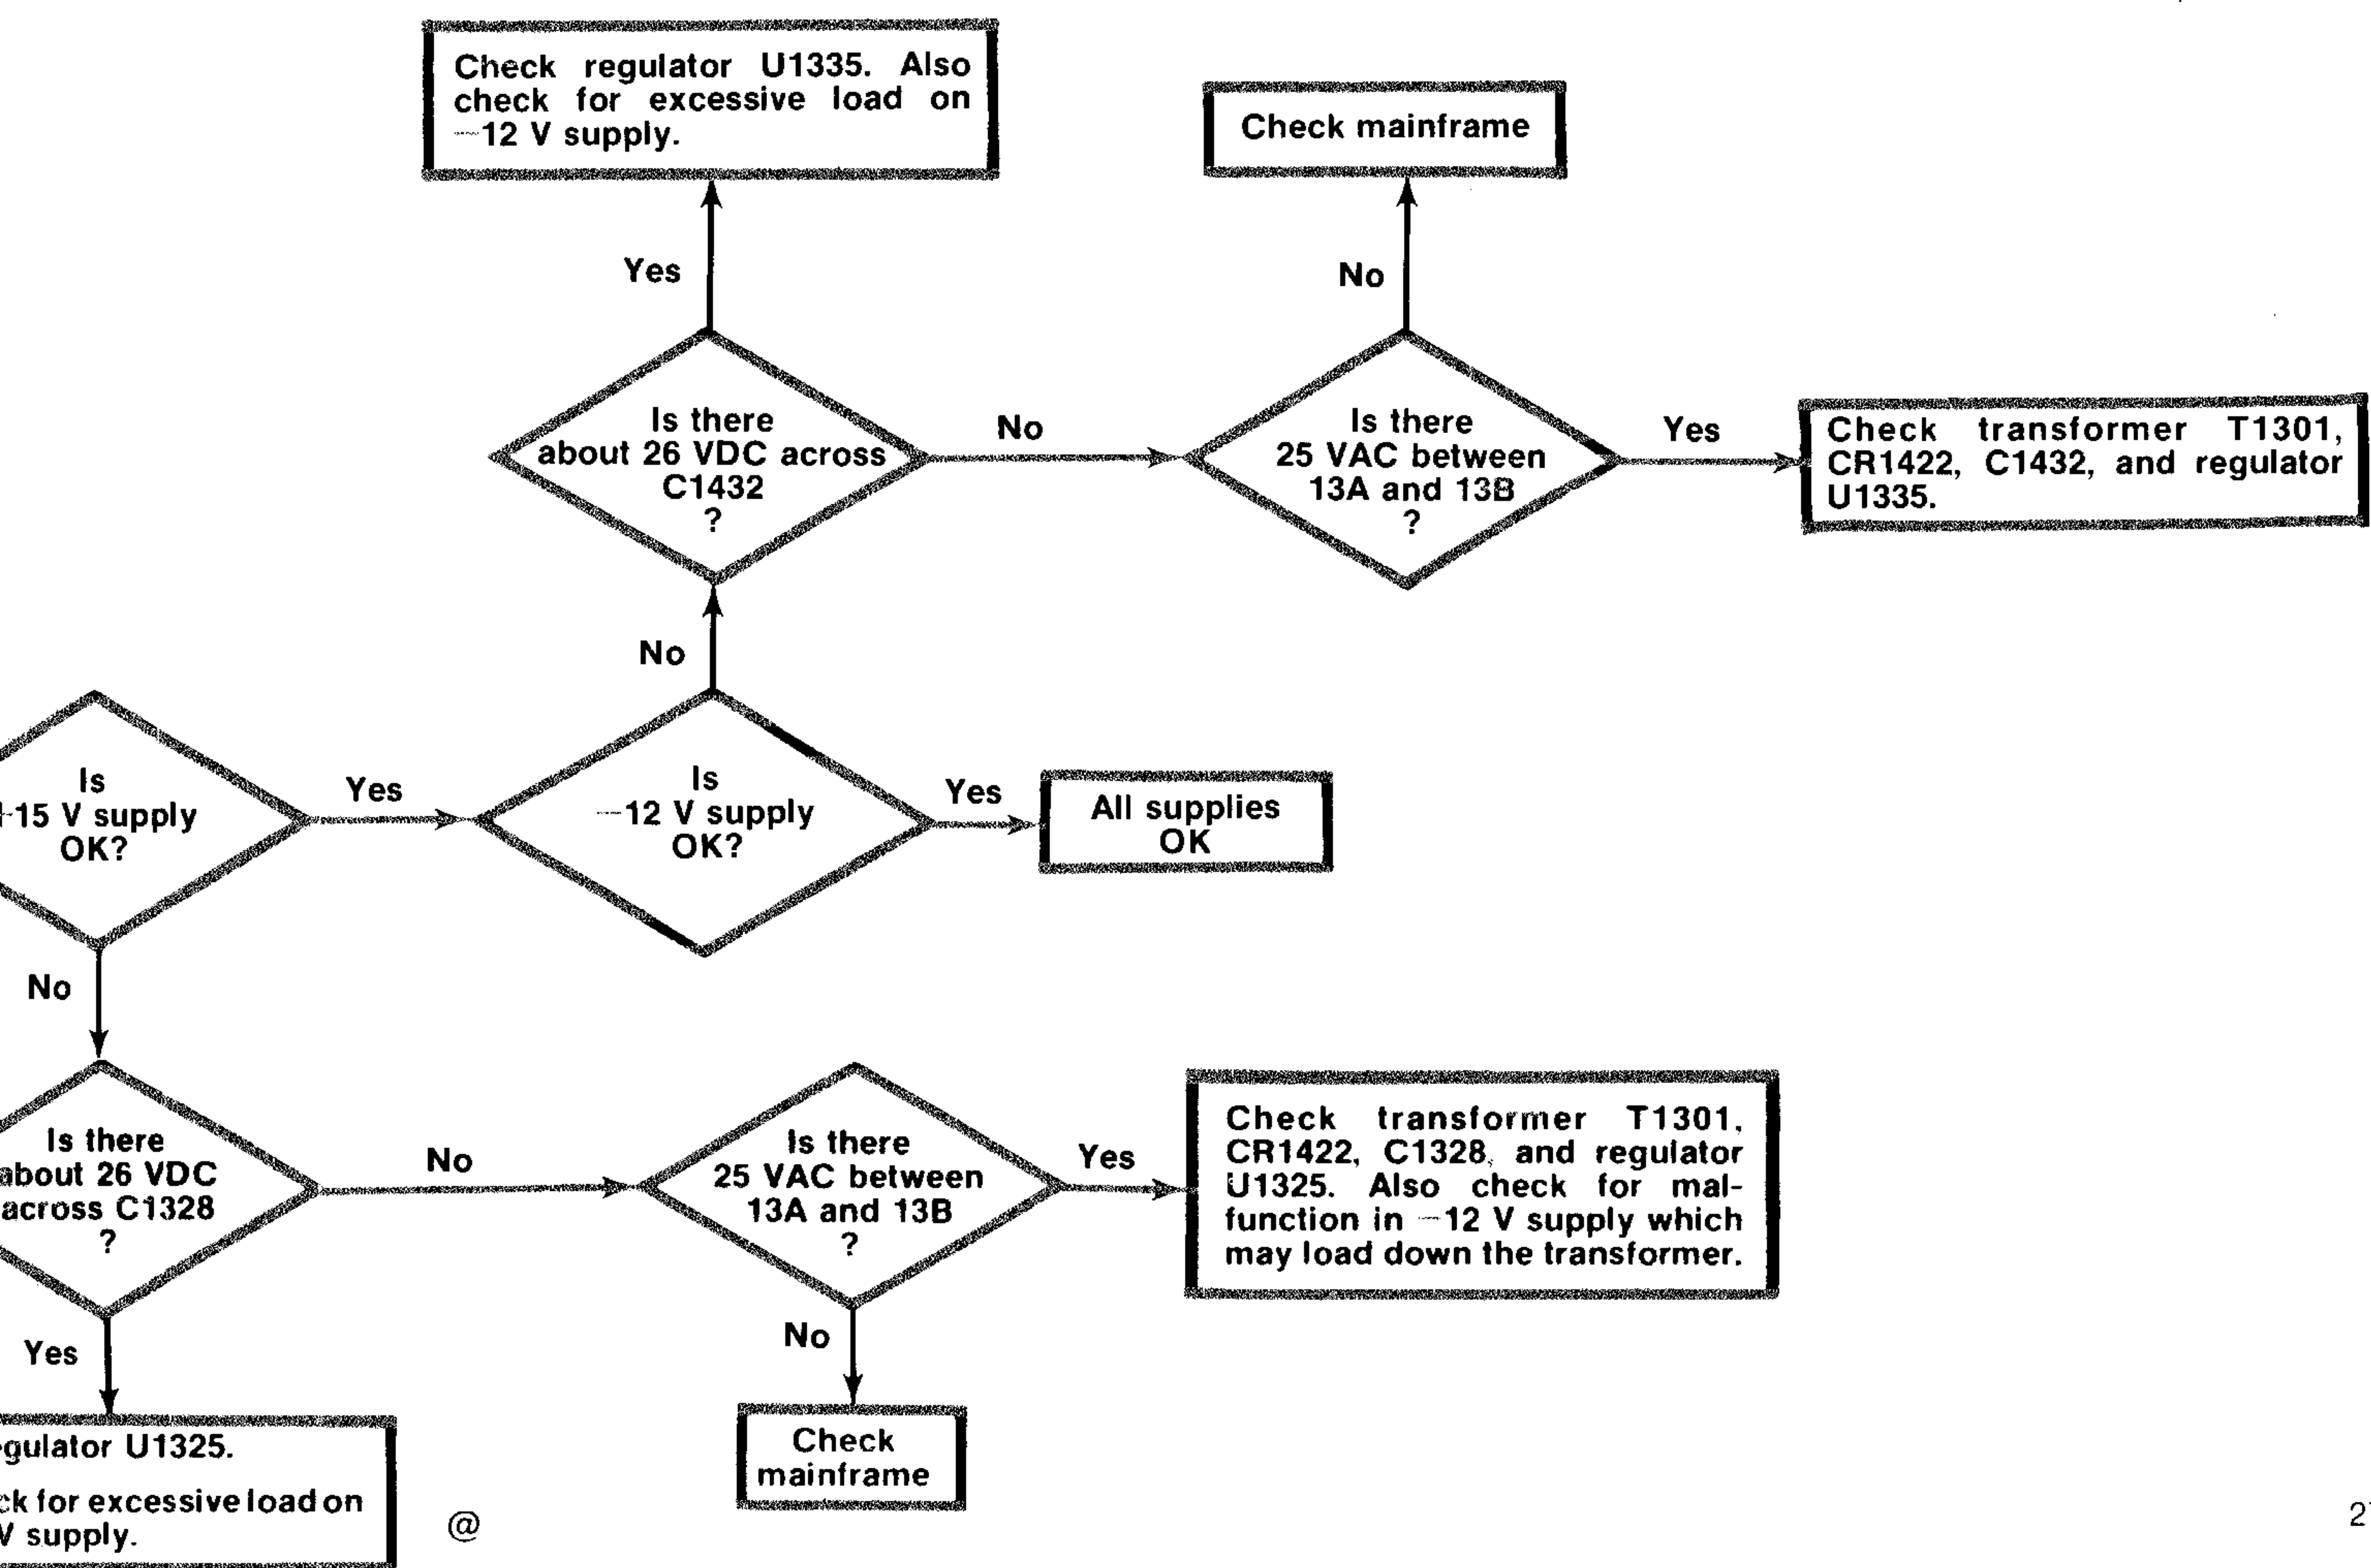 Check regulator U1335. Also
check for excessive load on
—12 V supply.
Check mainframe
Yes
No
Is there
about 26 VDC across
C1432
?
No
Is there
25 VAC between
13A and 13B
?
Yes
Check transformer T1301,
CR1422, C1432, and regulator
U1335.
No
Is
+15 V supply
OK?
Yes
Is
—12 V supply
OK?
Yes
All supplies
OK
No
Is there
about 26 VDC
across C1328
?
No
Is there
25 VAC between
13A and 13B
?
Yes
Check transformer T1301,
CR1422, C1328, and regulator
U1325. Also check for mal-
function in —12 V supply which
may load down the transformer.
Yes
No
U1325.
for excessive load on
V supply.
Check
mainframe
@